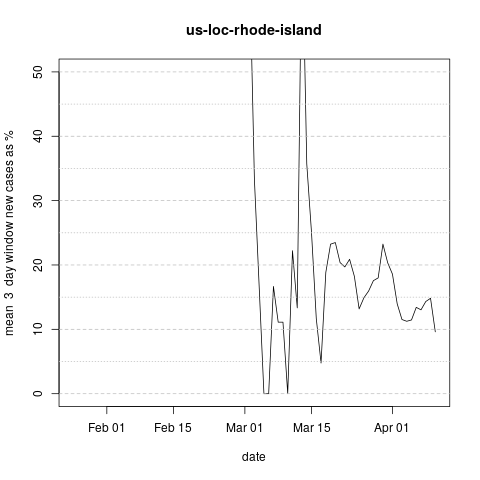 us-loc-rhode-island
mean 3 day window new cases as %
50
40
30
20
10
0
Feb 01 Feb 15 Mar 01 Mar 15 Apr 01
date